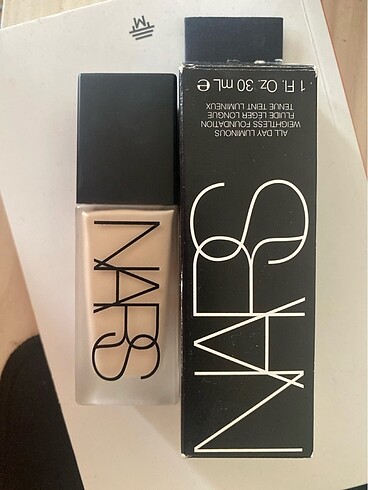 NARS
NARS
ALL DAY LUMINOUS
WEIGHTLESS FOUNDATION
FLUIDE LÉGER LONGUE
TENUE TEINT LUMINEUX
1 Fl. Oz. 30 mL ℮